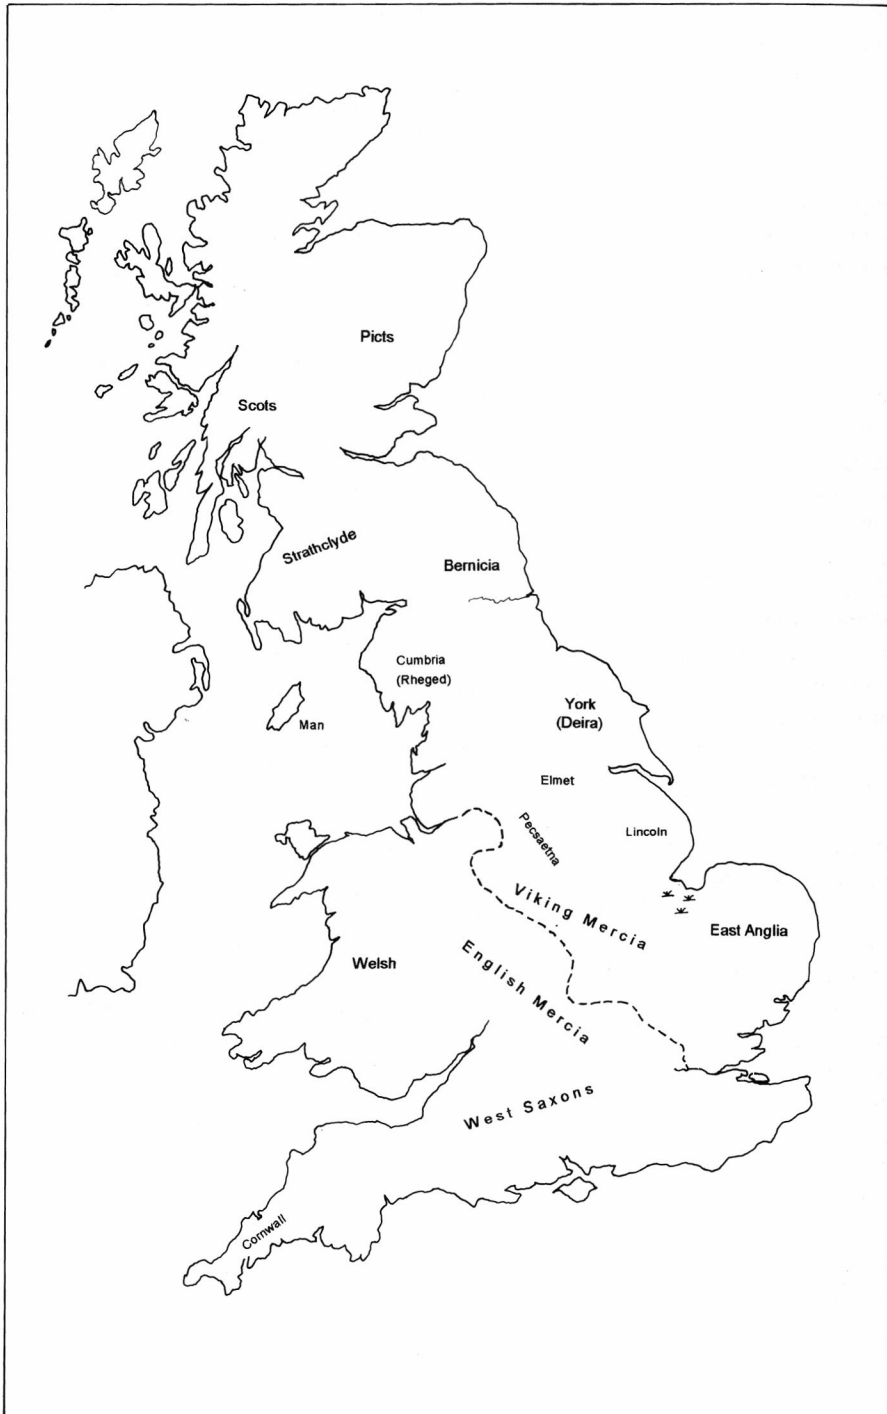 Picts
Scots
Strathclyde
Bernicia
Cumbria
(Rheged)
Man
York
(Deira)
Elmet
Pecsaetna
Lincoln
Viking Mercia
East Anglia
Welsh
English Mercia
West Saxons
Cornwall